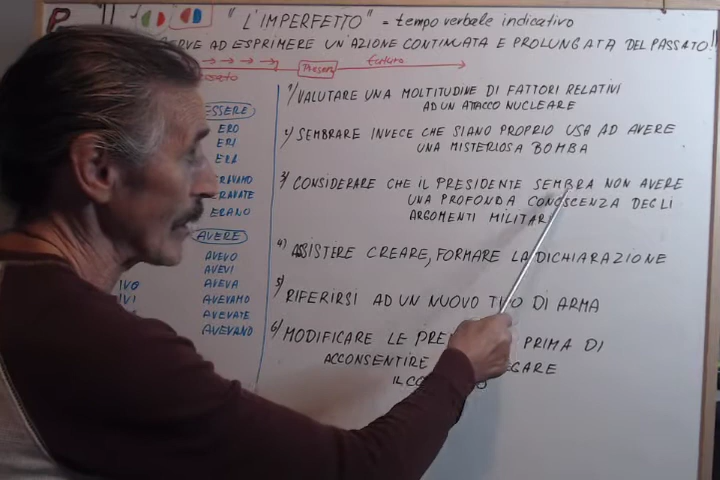 " L'IMPERFETTO " = tempo verbale indicativo
SERVE AD ESPRIMERE UN'AZIONE CONTINUATA E PROLUNGATA DEL PASSATO !!
Presente futuro
ESSERE
ERO
ERI
ERA
ERAVAMO
ERAVATE
ERANO
AVERE
AVEVO
AVEVI
AVEVA
AVEVAMO
AVEVATE
AVEVANO
1) VALUTARE UNA MOLTITUDINE DI FATTORI RELATIVI
AD UN ATTACCO NUCLEARE
2) SEMBRARE INVECE CHE SIANO PROPRIO USA AD AVERE
UNA MISTERIOSA BOMBA
3) CONSIDERARE CHE IL PRESIDENTE SEMBRA NON AVERE
UNA PROFONDA CONOSCENZA DEGLI
ARGOMENTI MILITARI
4) ASSISTERE CREARE, FORMARE LA DICHIARAZIONE
5) RIFERIRSI AD UN NUOVO TIPO DI ARMA
6) MODIFICARE LE PRIMA DI
ACCONSENTIRE
IL